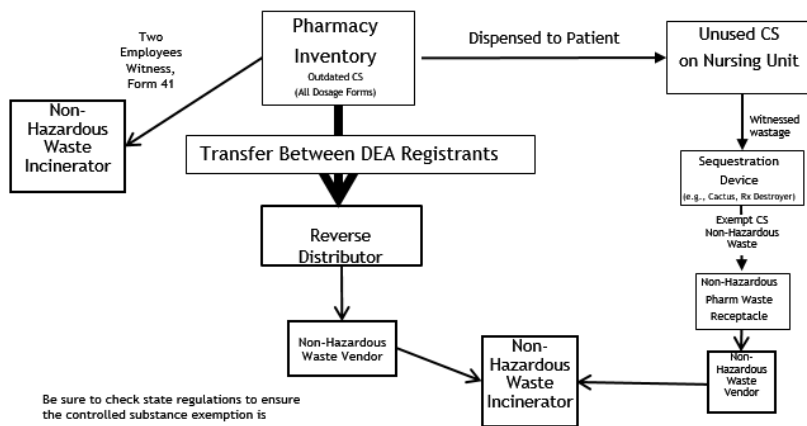 Two
Employees
Witness,
Form 41
Pharmacy
Inventory
Outdated CS
(All Dosage Forms)
Dispensed to Patient
Unused CS
on Nursing Unit
Non-
Hazardous
Waste
Incinerator
Witnessed
wastage
Transfer Between DEA Registrants
Sequestration
Device
(e.g., Cactus, Rx Destroyer)
Exempt CS
Non-Hazardous
Waste
Reverse
Distributor
Non-Hazardous
Pharm Waste
Receptacle
Non-Hazardous
Waste Vendor
Non-
Hazardous
Waste
Incinerator
Non-
Hazardous
Waste
Vendor
Be sure to check state regulations to ensure
the controlled substance exemption is